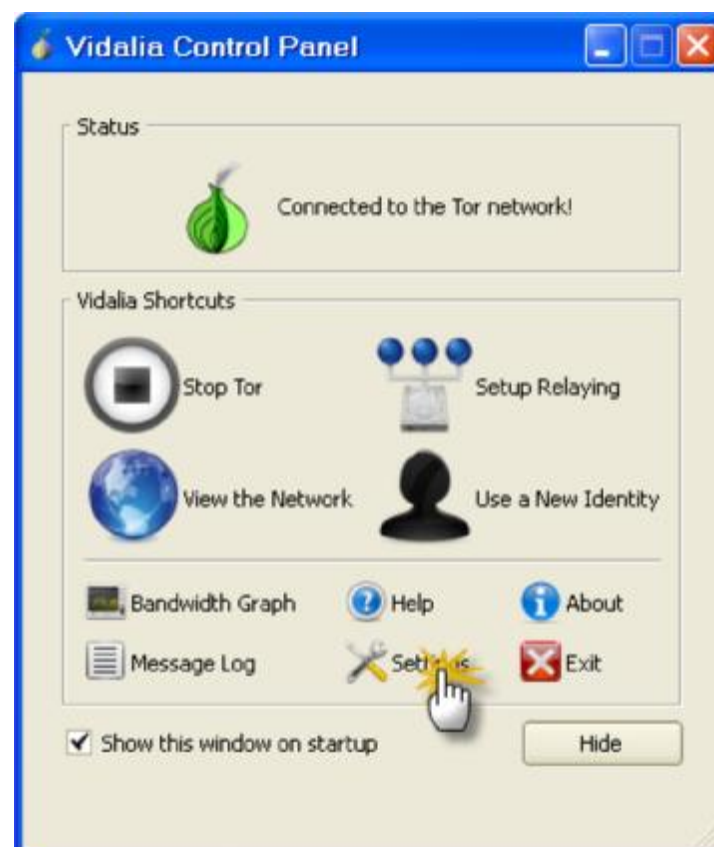 Vidalia Control Panel
Status
Connected to the Tor network!
Vidalia Shortcuts
Stop Tor
Setup Relaying
View the Network
Use a New Identity
Bandwidth Graph
Help
About
Message Log
Settings
Exit
Show this window on startup
Hide